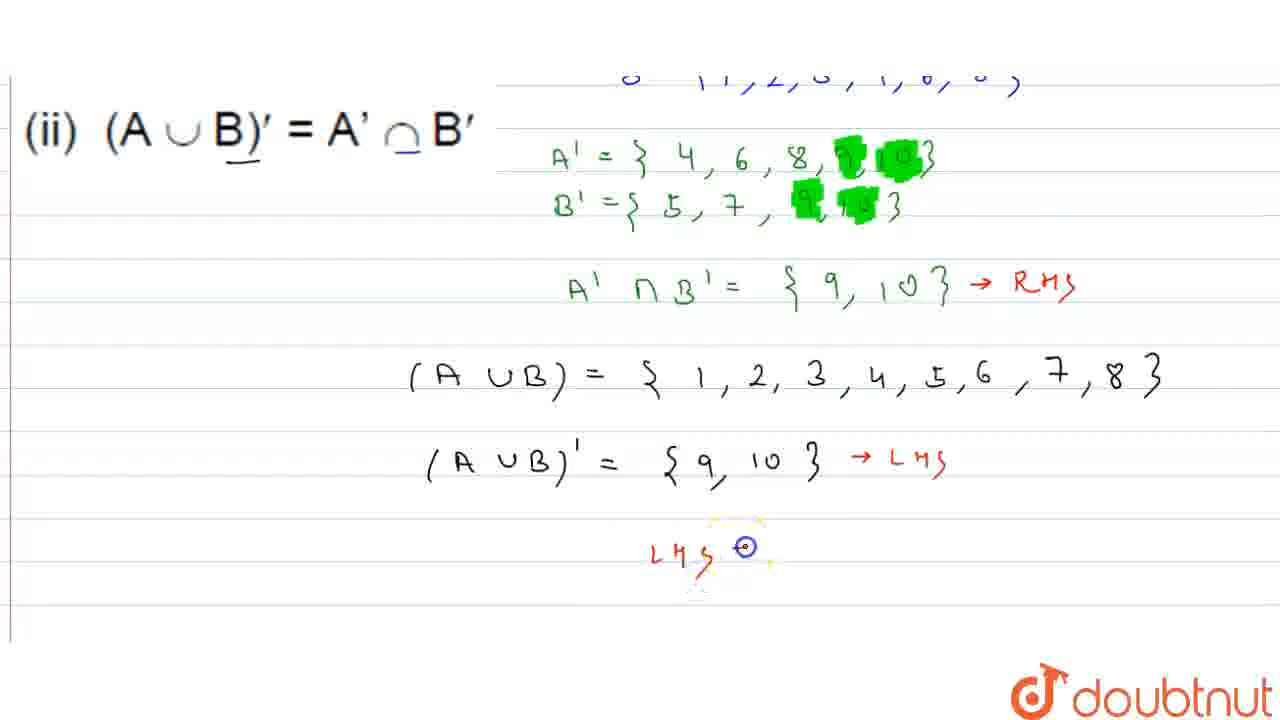 (ii) (A ∪ B)' = A' ∩ B'
A' = { 4, 6, 8, 9, 10}
B' = { 5, 7, 9, 10 }
A' ∩ B' = { 9, 10 } → RHS
(A ∪ B) = { 1, 2, 3, 4, 5, 6, 7, 8 }
(A ∪ B)' = { 9, 10 } → LHS
LHS
doubtnut